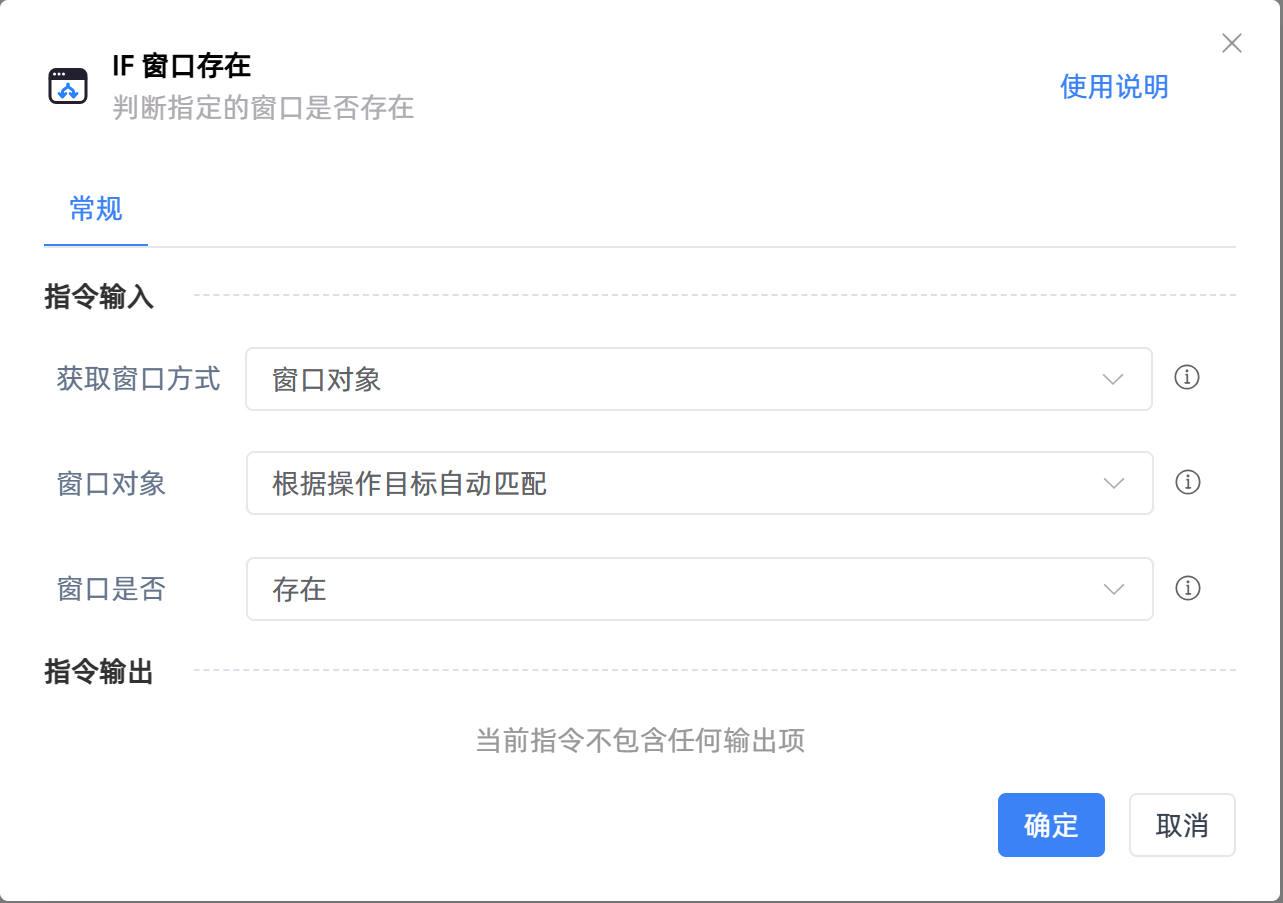 IF 窗口存在
判断指定的窗口是否存在
使用说明
常规
指令输入
获取窗口方式
窗口对象
窗口对象
根据操作目标自动匹配
窗口是否
存在
指令输出
当前指令不包含任何输出项
确定
取消